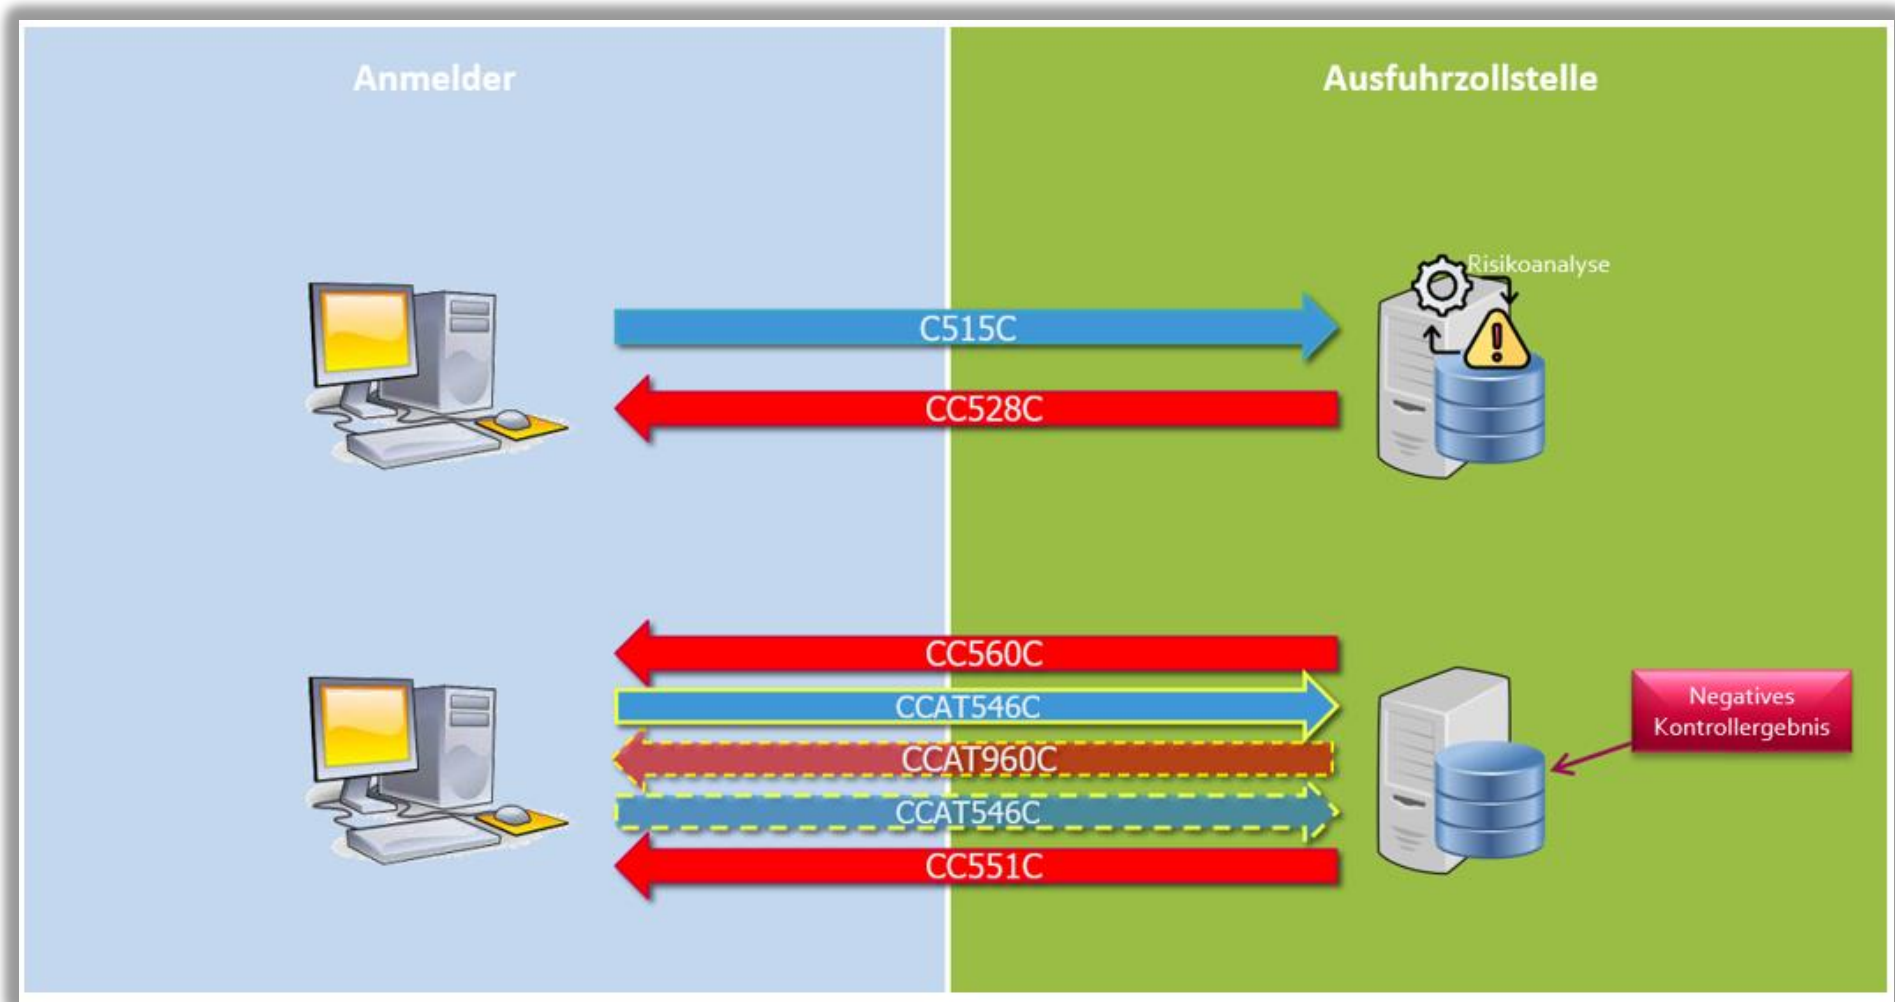 Anmelder
Ausfuhrzollstelle
Risikoanalyse
C515C
CC528C
CC560C
CCAT546C
Negatives
Kontrollergebnis
CCAT960C
CCAT546C
CC551C